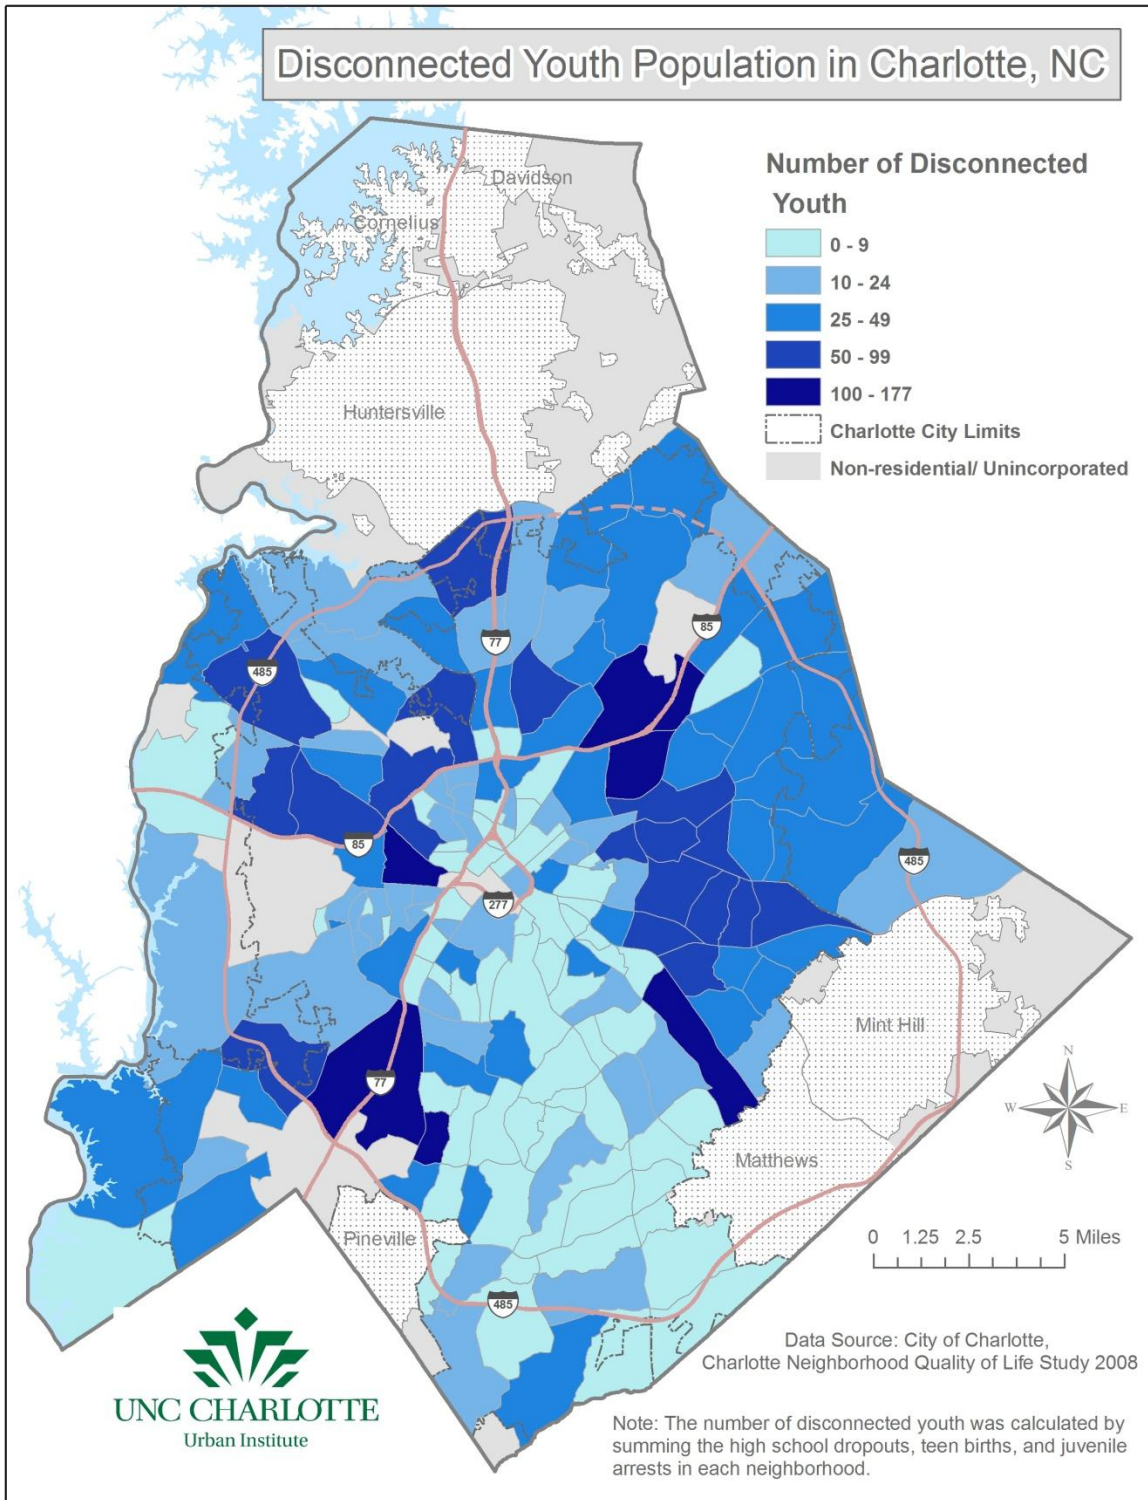 Disconnected Youth Population in Charlotte, NC
Number of Disconnected
Youth
0 - 9
10 - 24
25 - 49
50 - 99
100 - 177
Charlotte City Limits
Non-residential/ Unincorporated
Davidson
Cornelius
Huntersville
77
85
485
85
485
277
Mint Hill
77
Matthews
Pineville
485
N
W
E
S
0 1.25 2.5 5 Miles
UNC CHARLOTTE
Urban Institute
Data Source: City of Charlotte,
Charlotte Neighborhood Quality of Life Study 2008
Note: The number of disconnected youth was calculated by
summing the high school dropouts, teen births, and juvenile
arrests in each neighborhood.